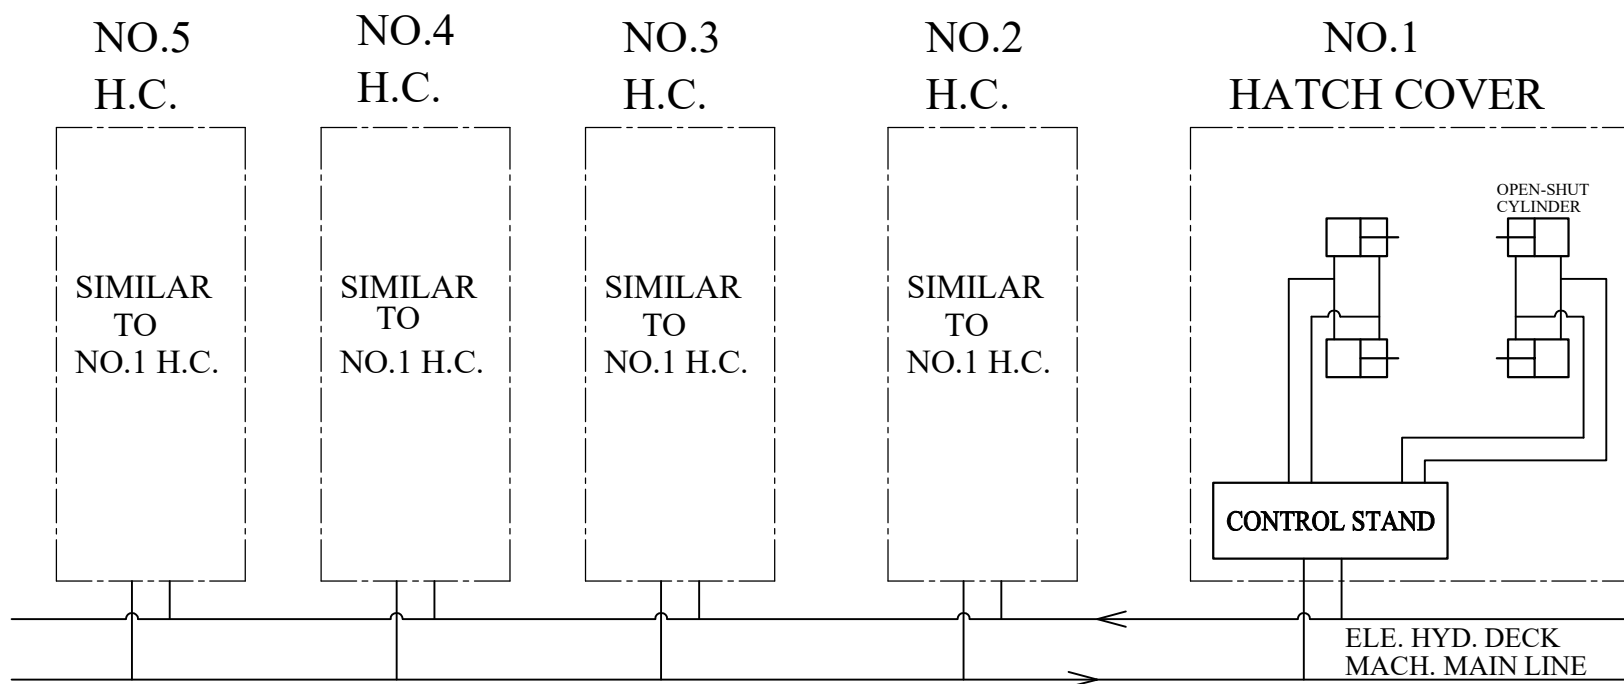 NO.5
H.C.
NO.4
H.C.
NO.3
H.C.
NO.2
H.C.
NO.1
HATCH COVER
SIMILAR
TO
NO.1 H.C.
SIMILAR
TO
NO.1 H.C.
SIMILAR
TO
NO.1 H.C.
SIMILAR
TO
NO.1 H.C.
OPEN-SHUT
CYLINDER
CONTROL STAND
ELE. HYD. DECK
MACH. MAIN LINE